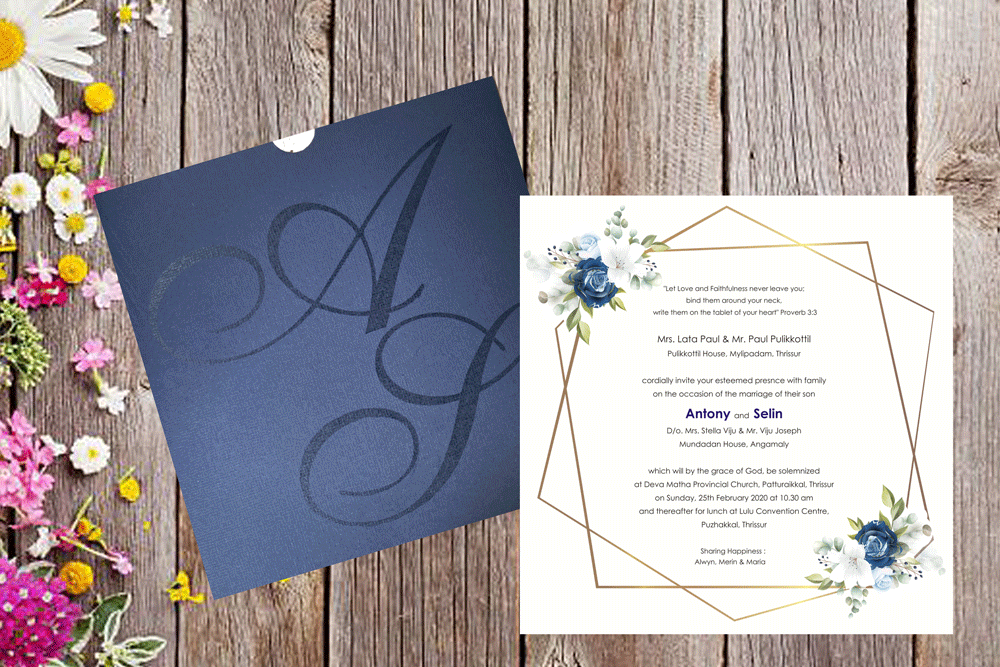 A
S
"Let Love and Faithfulness never leave you;
bind them around your neck,
write them on the tablet of your heart" Proverb 3:3
Mrs. Lata Paul & Mr. Paul Pulikkottil
Pulikkottil House, Mylipadam, Thrissur
cordially invite your esteemed presnce with family
on the occasion of the marriage of their son
Antony and Selin
D/o. Mrs. Stella Viju & Mr. Viju Joseph
Mundadan House, Angamaly
which will by the grace of God, be solemnized
at Deva Matha Provincial Church, Patturaikkal, Thrissur
on Sunday, 25th February 2020 at 10.30 am
and thereafter for lunch at Lulu Convention Centre,
Puzhakkal, Thrissur
Sharing Happiness :
Alwyn, Merin & Maria